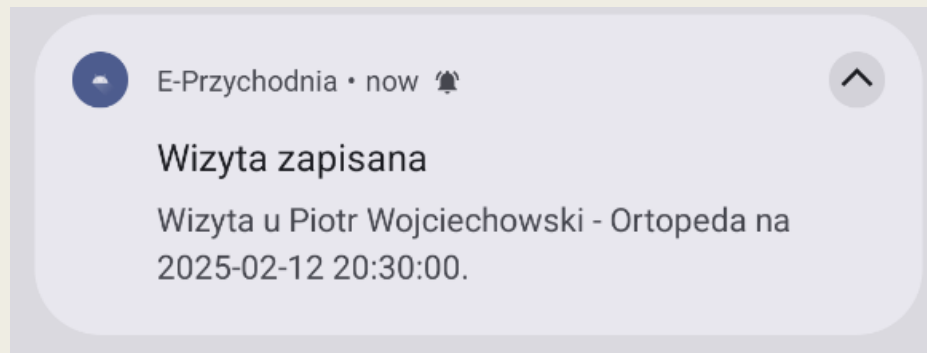 E-Przychodnia • now
Wizyta zapisana
Wizyta u Piotr Wojciechowski - Ortopeda na
2025-02-12 20:30:00.